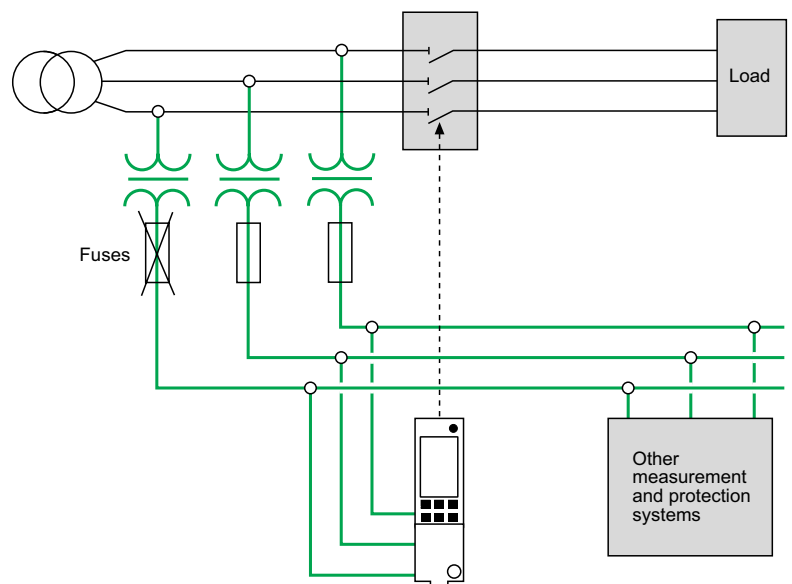 Load
Fuses
Other
measurement
and protection
systems